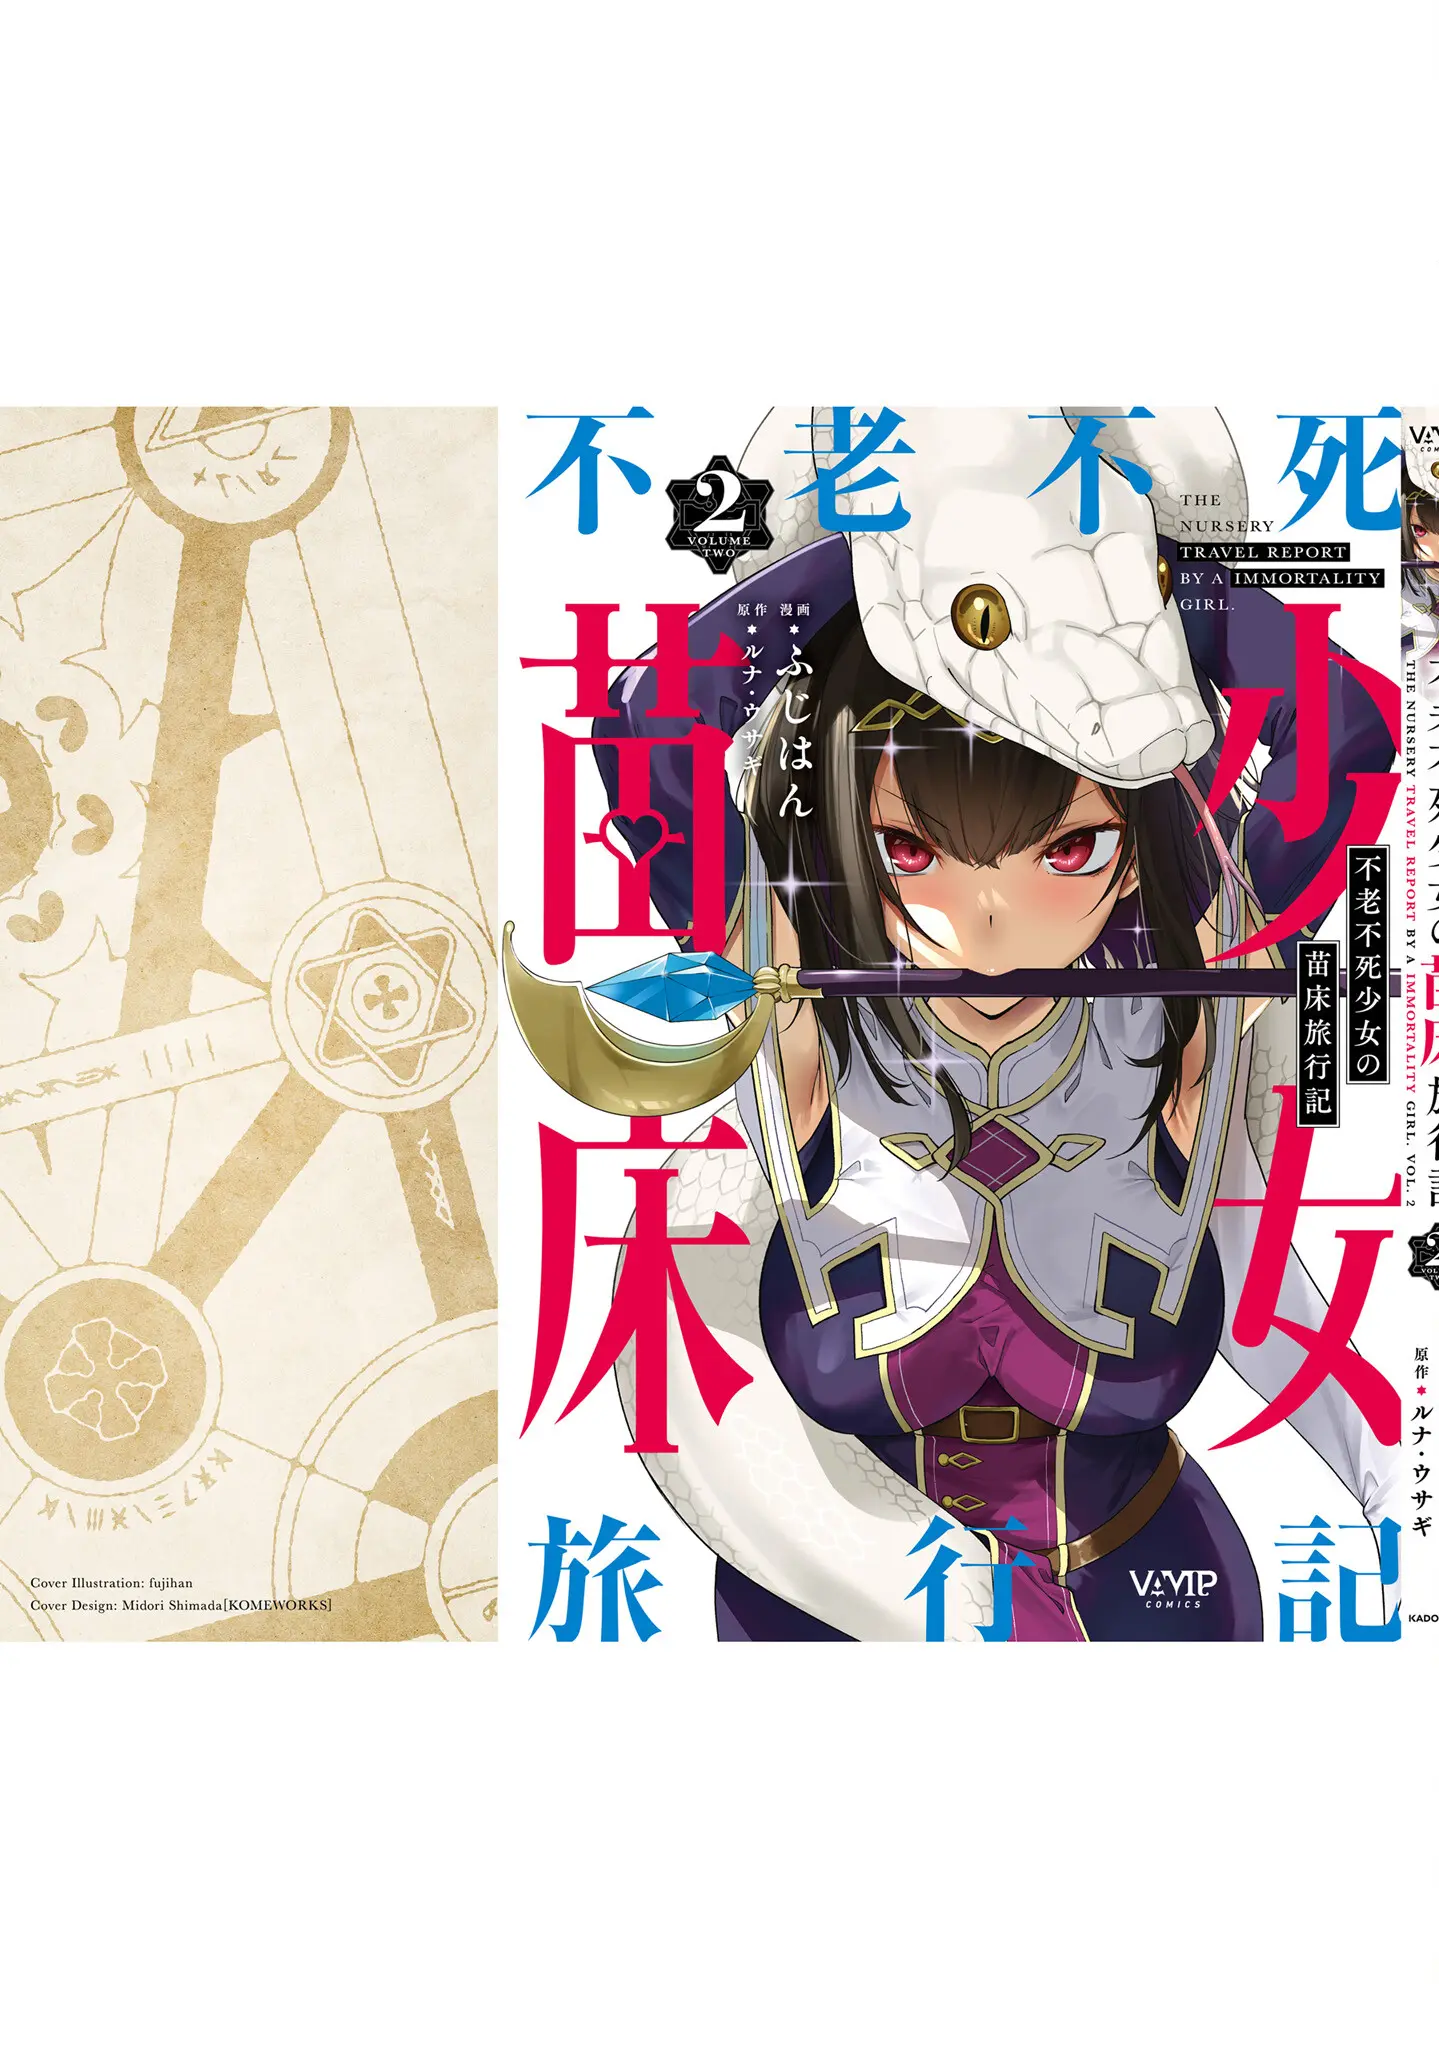 不老不死
少女
苗床
旅行記
2
VOLUME
TWO
THE
NURSERY
TRAVEL REPORT
BY A IMMORTALITY
GIRL.
漫画★ふじはん
原作★ルナ・ウサギ
不老不死少女の
苗床旅行記
VAMP
COMICS
THE NURSERY TRAVEL REPORT BY A IMMORTALITY GIRL. VOL. 2
原作★ルナ・ウサギ
Cover Illustration: fujihan
Cover Design: Midori Shimada[KOMEWORKS]